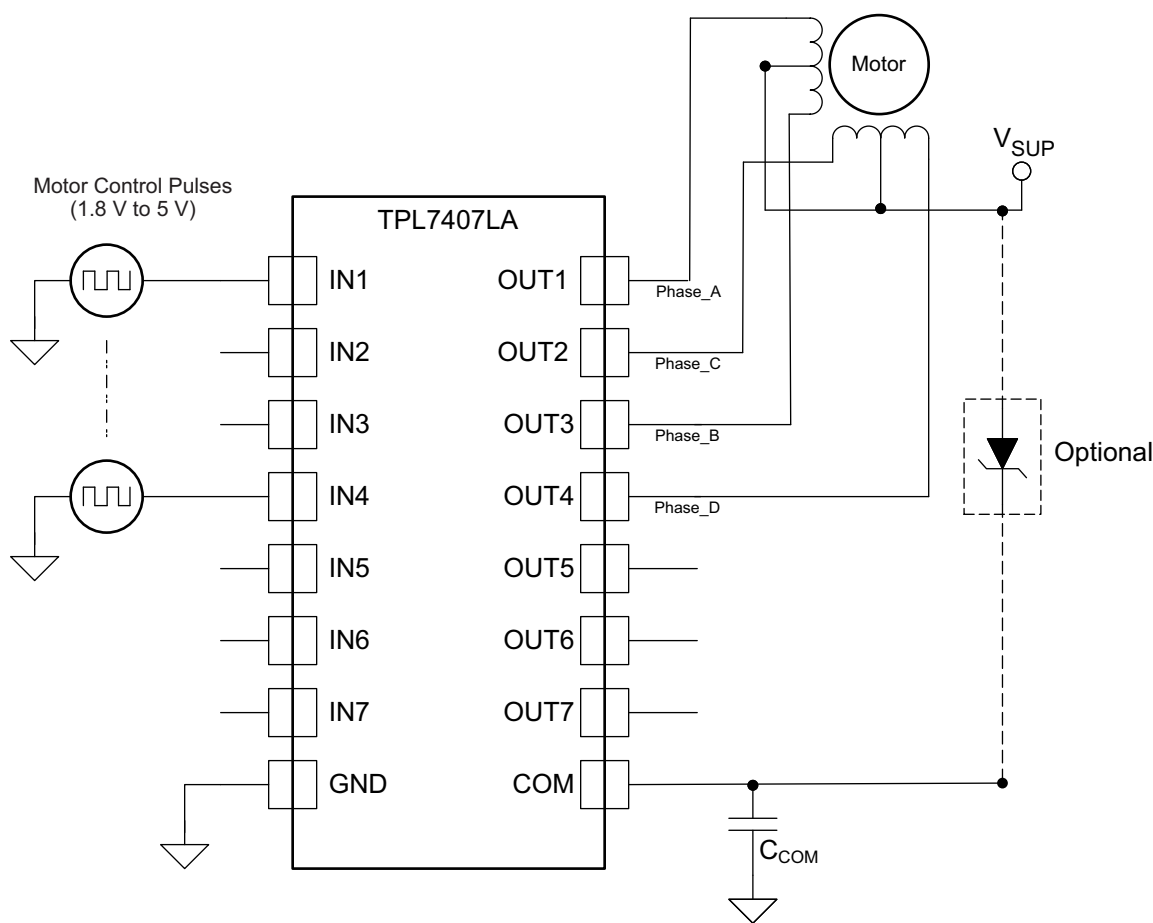 Motor
V_SUP
Motor Control Pulses
(1.8 V to 5 V)
TPL7407LA
IN1
OUT1
Phase_A
IN2
OUT2
Phase_C
IN3
OUT3
Phase_B
Optional
IN4
OUT4
Phase_D
IN5
OUT5
IN6
OUT6
IN7
OUT7
GND
COM
C_COM